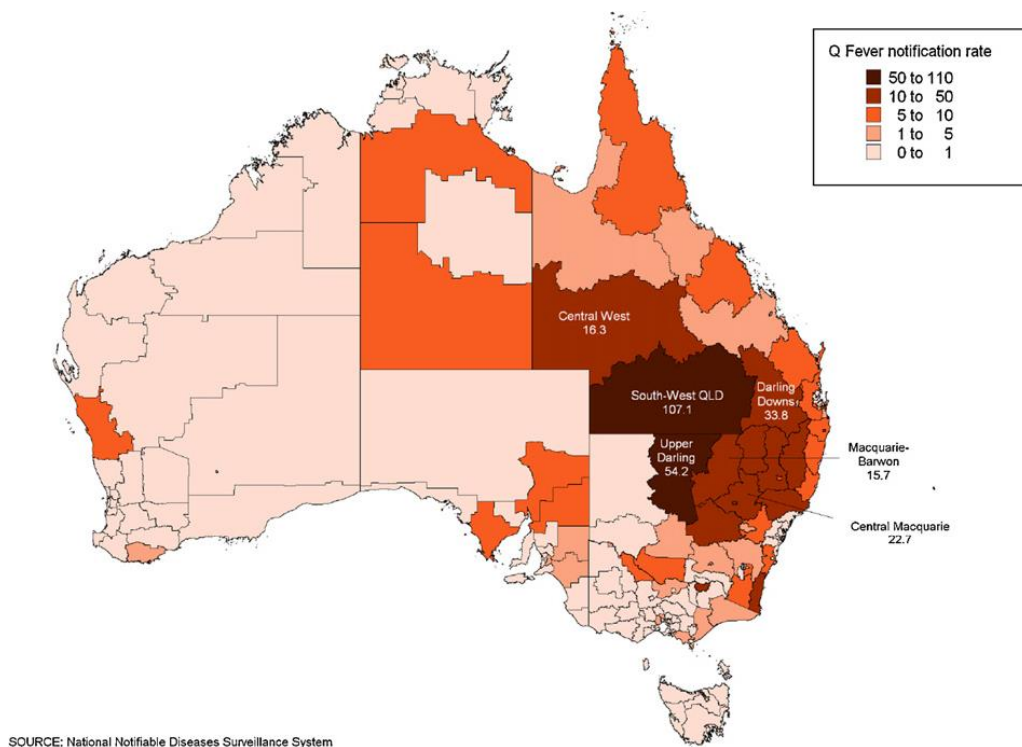 Q Fever notification rate
50 to 110
10 to 50
5 to 10
1 to 5
0 to 1
Central West
16.3
South-West QLD
107.1
Darling
Downs
33.8
Upper
Darling
54.2
Macquarie-
Barwon
15.7
Central Macquarie
22.7
SOURCE: National Notifiable Diseases Surveillance System